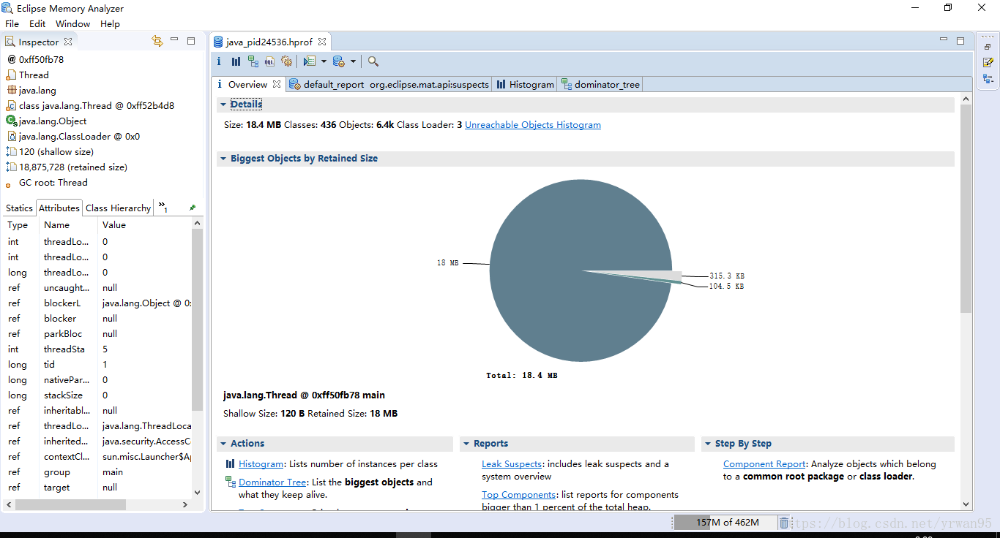 Eclipse Memory Analyzer
File Edit Window Help
Inspector
@ 0xff50fb78
Thread
java.lang
class java.lang.Thread @ 0xff52b4d8
java.lang.Object
java.lang.ClassLoader @ 0x0
120 (shallow size)
18,875,728 (retained size)
GC root: Thread
Statics Attributes Class Hierarchy »1
Type Name Value
int threadLo... 0
int threadLo... 0
long threadLo... 0
ref uncaught... null
ref blockerL java.lang.Object @ 0:
ref blocker null
ref parkBloc null
int threadSta 5
long tid 1
long nativePar... 0
long stackSize 0
ref inheritabl... null
ref threadLo... java.lang.ThreadLoca
ref inherited... java.security.AccessC
ref contextCl... sun.misc.Launcher$A
ref group main
ref target null
java_pid24536.hprof
i OQL
i Overview default_report org.eclipse.mat.api:suspects Histogram dominator_tree
Details
Size: 18.4 MB Classes: 436 Objects: 6.4k Class Loader: 3 Unreachable Objects Histogram
Biggest Objects by Retained Size
18 MB
315.3 KB
104.5 KB
Total: 18.4 MB
java.lang.Thread @ 0xff50fb78 main
Shallow Size: 120 B Retained Size: 18 MB
Actions
Histogram: Lists number of instances per class
Dominator Tree: List the biggest objects and
what they keep alive.
Reports
Leak Suspects: includes leak suspects and a
system overview
Top Components: list reports for components
bigger than 1 percent of the total heap.
Step By Step
Component Report: Analyze objects which belong
to a common root package or class loader.
157M of 462M
ttps://blog.csdn.net/yrwan95